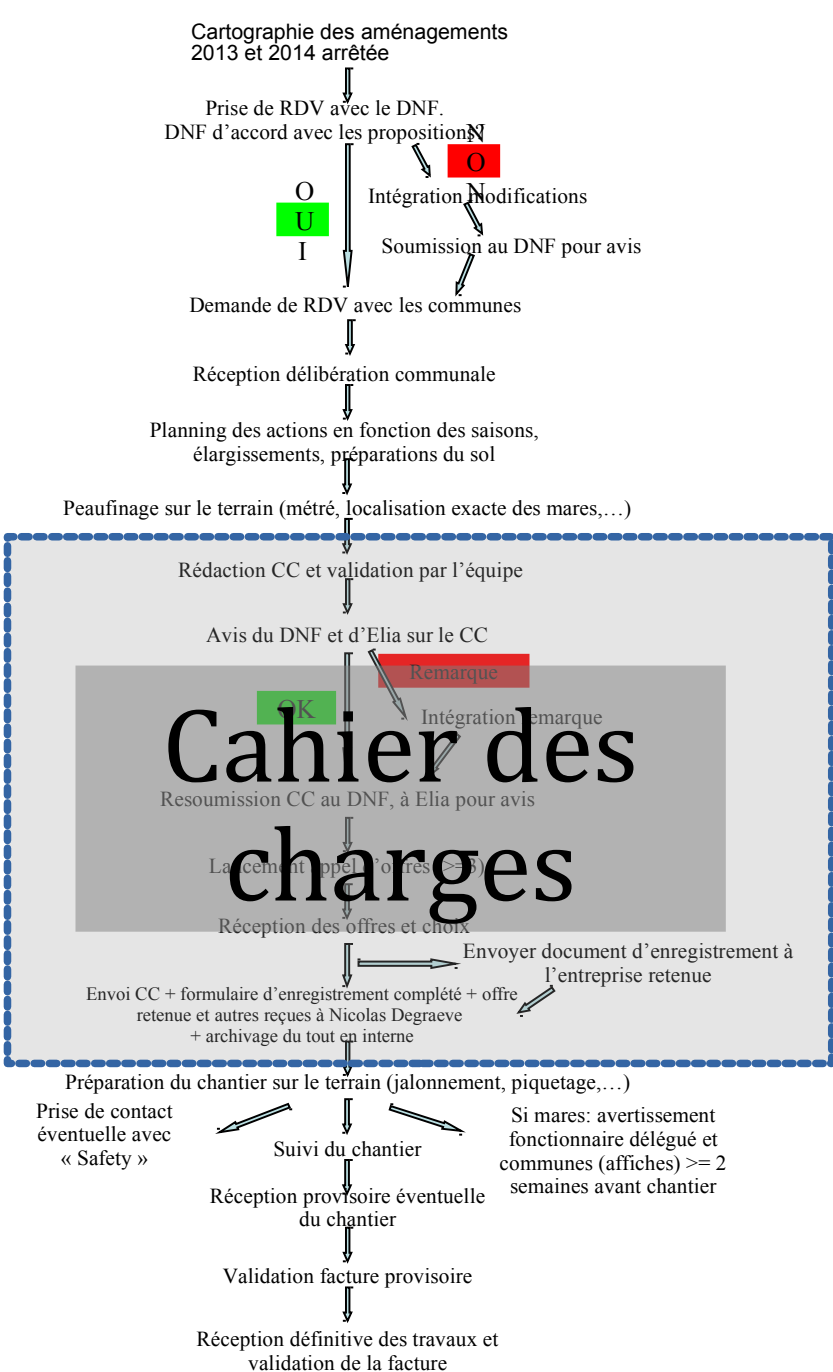 Cartographie des aménagements
2013 et 2014 arrêtée
Prise de RDV avec le DNF.
DNF d’accord avec les propositions?
N
O
N
O
U
I
Intégration modifications
Soumission au DNF pour avis
Demande de RDV avec les communes
Réception délibération communale
Planning des actions en fonction des saisons,
élargissements, préparations du sol
Peaufinage sur le terrain (métré, localisation exacte des mares,…)
Rédaction CC et validation par l’équipe
Avis du DNF et d’Elia sur le CC
Remarque
OK
Intégration remarque
Cahier des
charges
Resoumission CC au DNF, à Elia pour avis
Lancement appel d’offres (>=3)
Réception des offres et choix
Envoyer document d’enregistrement à
l’entreprise retenue
Envoi CC + formulaire d’enregistrement complété + offre
retenue et autres reçues à Nicolas Degraeve
+ archivage du tout en interne
Préparation du chantier sur le terrain (jalonnement, piquetage,…)
Prise de contact
éventuelle avec
« Safety »
Suivi du chantier
Si mares: avertissement
fonctionnaire délégué et
communes (affiches) >= 2
semaines avant chantier
Réception provisoire éventuelle
du chantier
Validation facture provisoire
Réception définitive des travaux et
validation de la facture